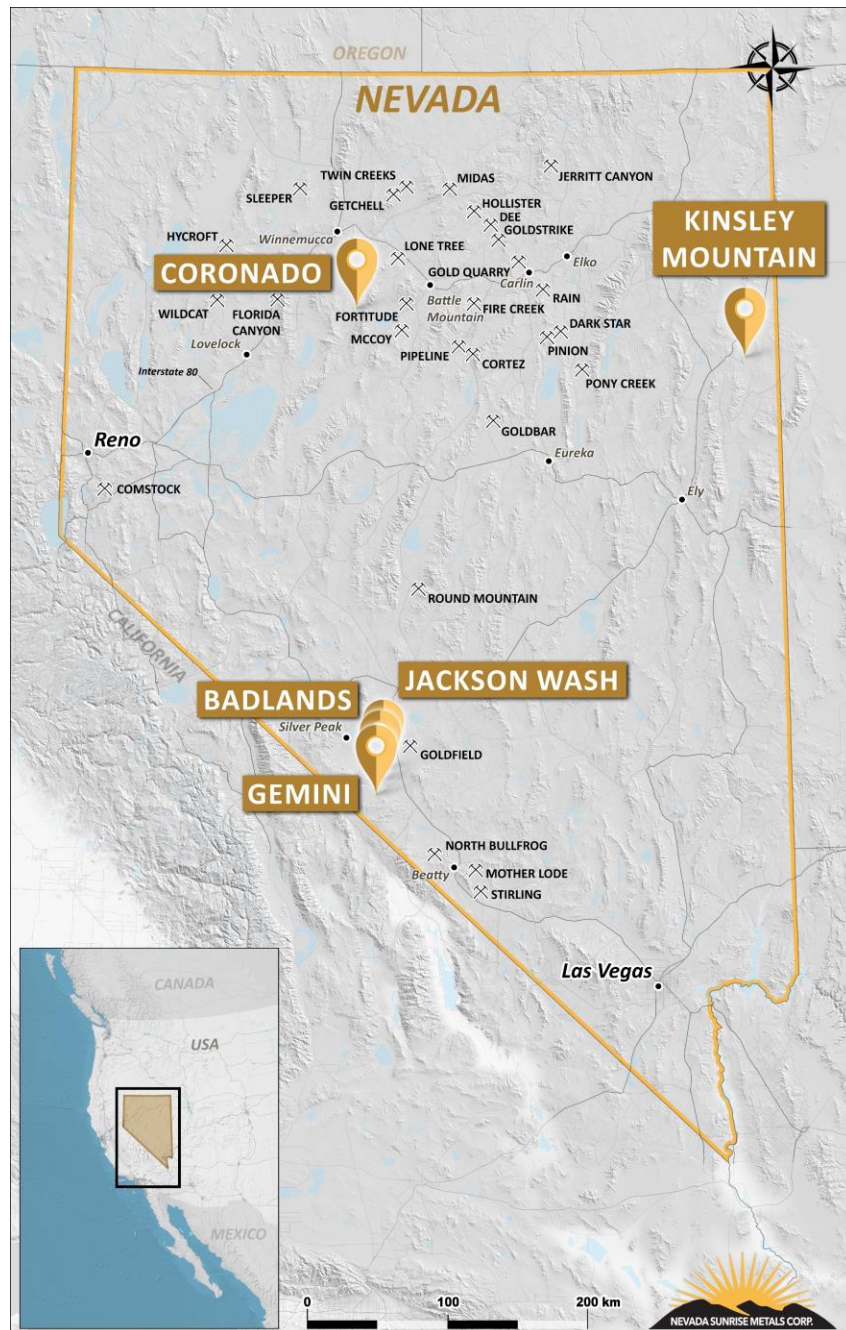 OREGON
NEVADA
TWIN CREEKS
MIDAS
JERRITT CANYON
SLEEPER
GETCHELL
HOLLISTER
DEE
GOLDSTRIKE
KINSLEY
MOUNTAIN
HYCROFT
Winnemucca
LONE TREE
Elko
CORONADO
GOLD QUARRY
Carlin
RAIN
WILDCAT
FLORIDA
CANYON
FORTITUDE
Battle
Mountain
FIRE CREEK
DARK STAR
MCCOY
PINION
Lovelock
PIPELINE
CORTEZ
PONY CREEK
Interstate 80
GOLDBAR
Reno
Eureka
COMSTOCK
Ely
ROUND MOUNTAIN
CALIFORNIA
JACKSON WASH
BADLANDS
Silver Peak
GOLDFIELD
GEMINI
NORTH BULLFROG
Beatty
MOTHER LODE
STIRLING
Las Vegas
CANADA
USA
MEXICO
0
100
200 km
NEVADA SUNRISE METALS CORP.